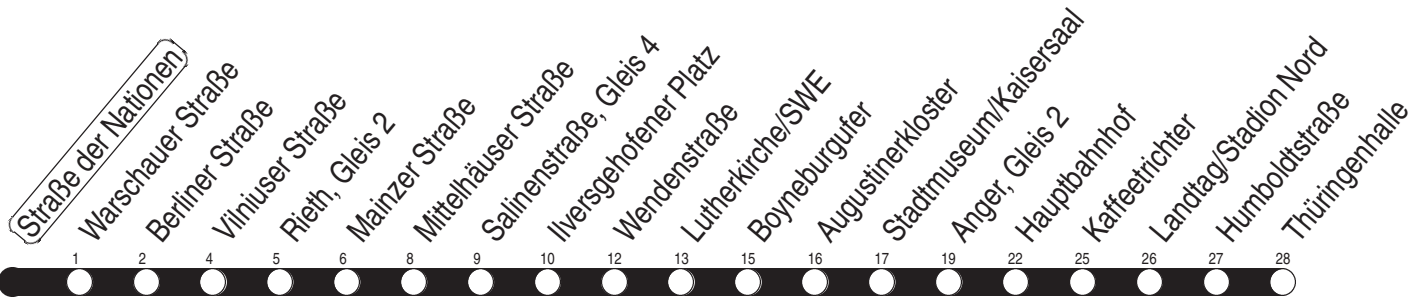 Straße der Nationen
Warschauer Straße
Berliner Straße
Vilniuser Straße
Rieth, Gleis 2
Mainzer Straße
Mittelhäuser Straße
Salinenstraße, Gleis 4
Ilversgehofener Platz
Wendenstraße
Lutherkirche/SWE
Boyneburgufer
Augustinerkloster
Stadtmuseum/Kaisersaal
Anger, Gleis 2
Hauptbahnhof
Kaffeetrichter
Landtag/Stadion Nord
Humboldtstraße
Thüringenhalle
1 2 4 5 6 8 9 10 12 13 15 16 17 19 22 25 26 27 28